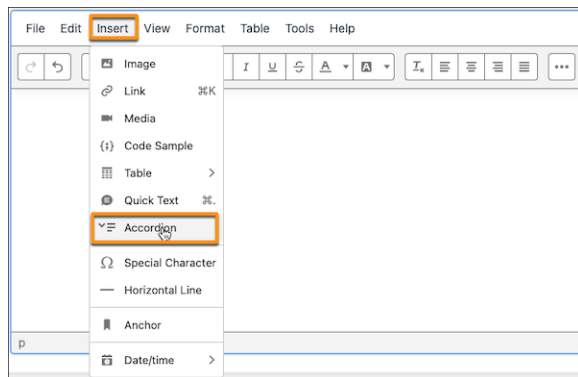 File Edit Insert View Format Table Tools Help
I U S A A Tx
Image
Link ⌘K
Media
{;} Code Sample
Table >
Quick Text ⌘.
Accordion
Ω Special Character
Horizontal Line
Anchor
Date/time >
p